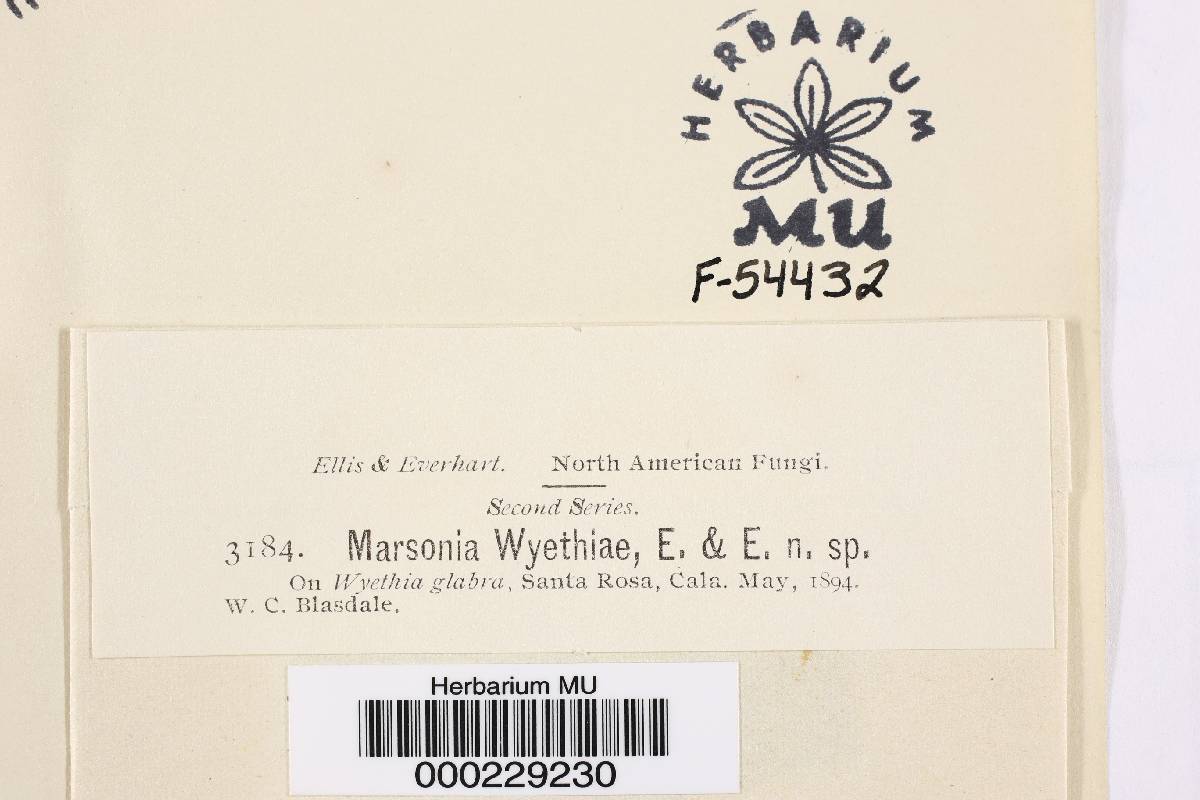 HERBARIUM
MU
F-54432
Ellis & Everhart. North American Fungi.
Second Series.
3184. Marsonia Wyethiae, E. & E. n. sp.
On Wyethia glabra, Santa Rosa, Cala. May, 1894.
W. C. Blasdale.
Herbarium MU
000229230